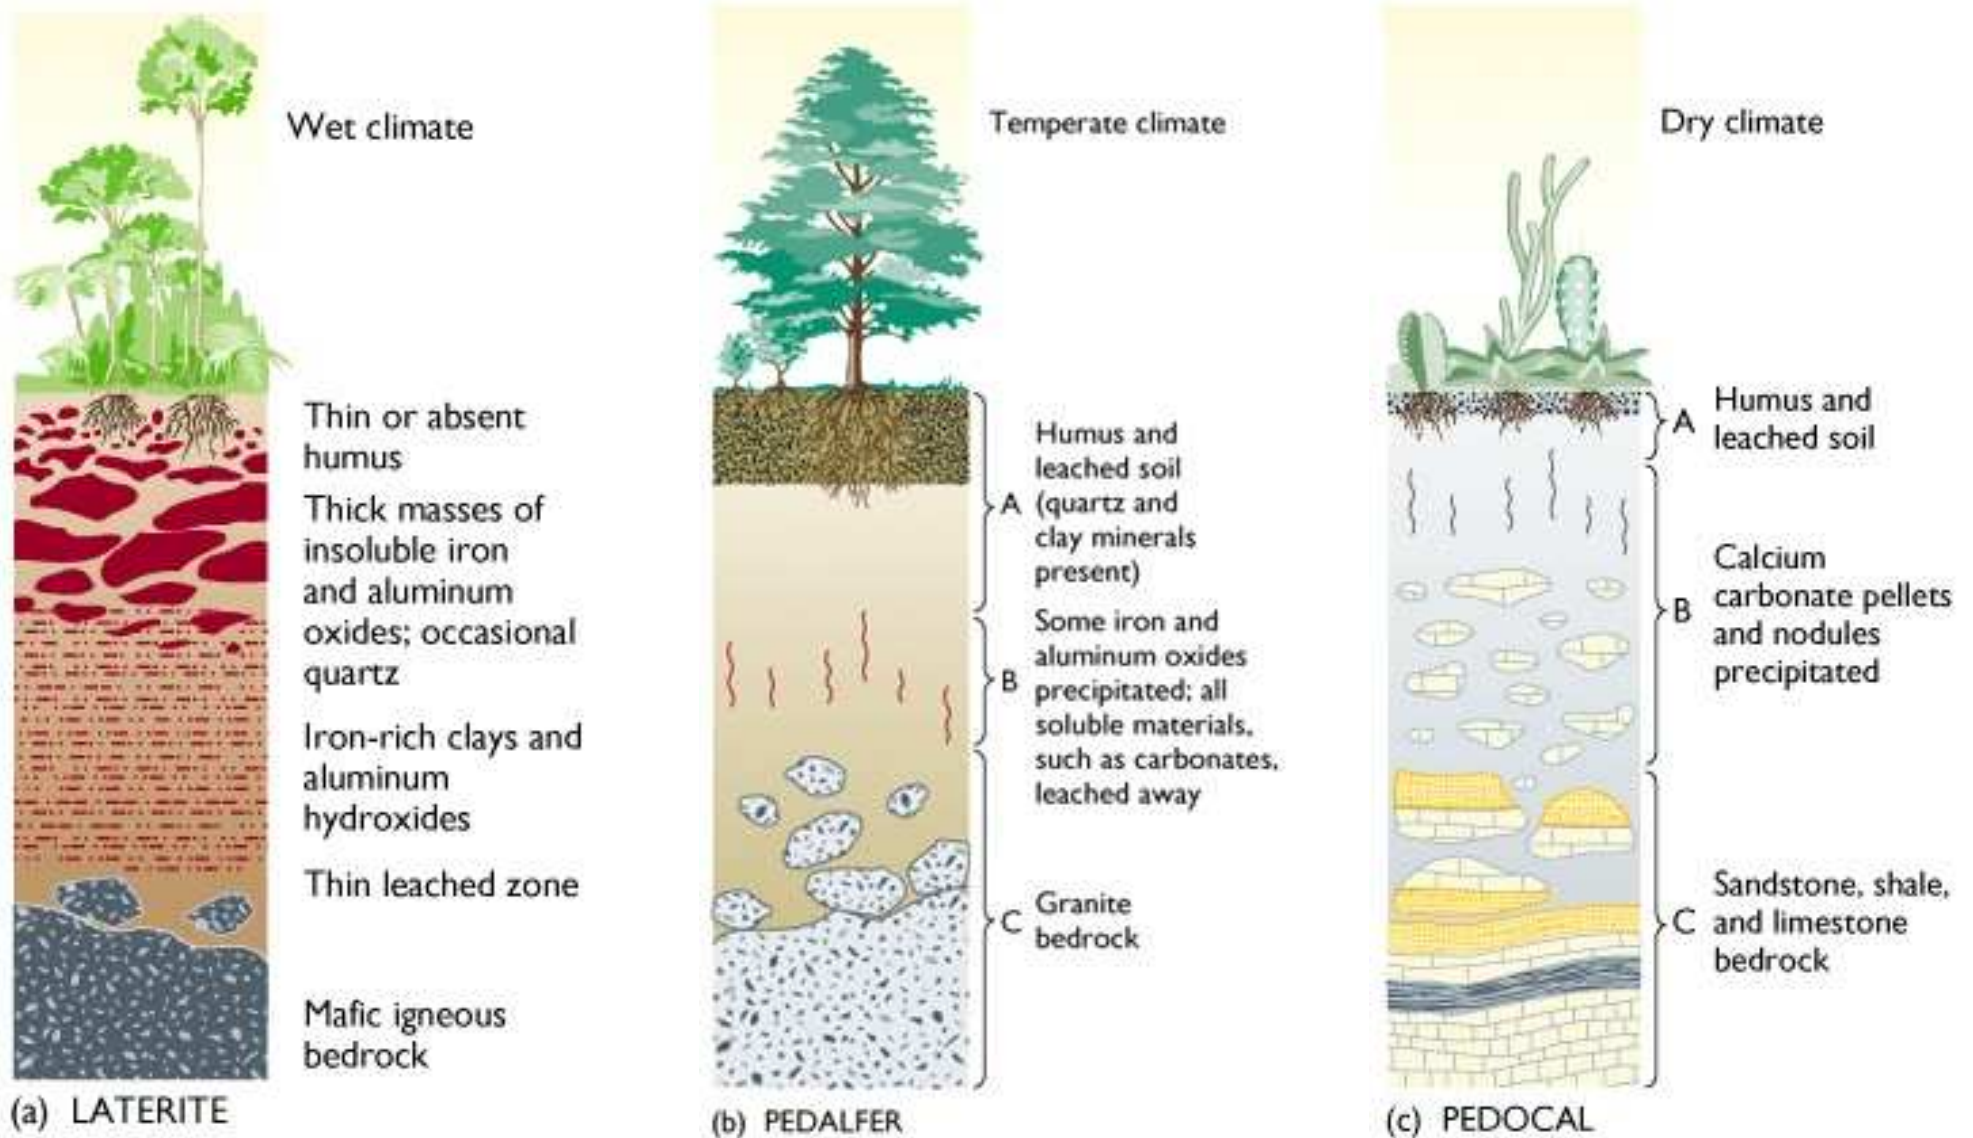 Wet climate
Thin or absent
humus
Thick masses of
insoluble iron
and aluminum
oxides; occasional
quartz
Iron-rich clays and
aluminum
hydroxides
Thin leached zone
Mafic igneous
bedrock
(a) LATERITE
Temperate climate
A
Humus and
leached soil
(quartz and
clay minerals
present)
B
Some iron and
aluminum oxides
precipitated; all
soluble materials,
such as carbonates,
leached away
C
Granite
bedrock
(b) PEDALFER
Dry climate
A
Humus and
leached soil
B
Calcium
carbonate pellets
and nodules
precipitated
C
Sandstone, shale,
and limestone
bedrock
(c) PEDOCAL